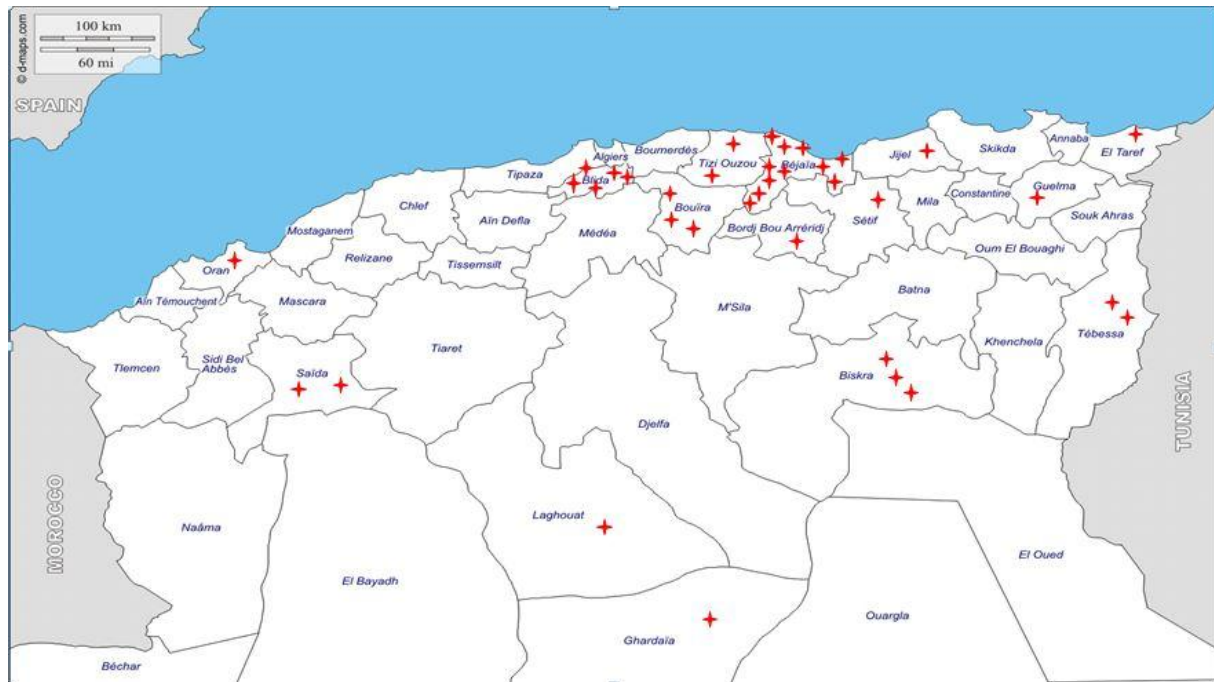 100 km
60 mi
© d-maps.com
SPAIN
Algiers
Boumerdès
Tipaza
Blida
Tizi Ouzou
Béjaïa
Jijel
Skikda
Annaba
El Taref
Chlef
Aïn Defla
Médéa
Bouïra
Bordj Bou Arréridj
Sétif
Mila
Constantine
Guelma
Souk Ahras
Mostaganem
Relizane
Tissemsilt
Oum El Bouaghi
Oran
Aïn Témouchent
Mascara
M'Sila
Batna
Tlemcen
Sidi Bel
Abbès
Saïda
Tiaret
Biskra
Khenchela
Tébessa
Djelfa
TUNISIA
MOROCCO
Naâma
Laghouat
El Bayadh
Ghardaïa
Ouargla
El Oued
Béchar